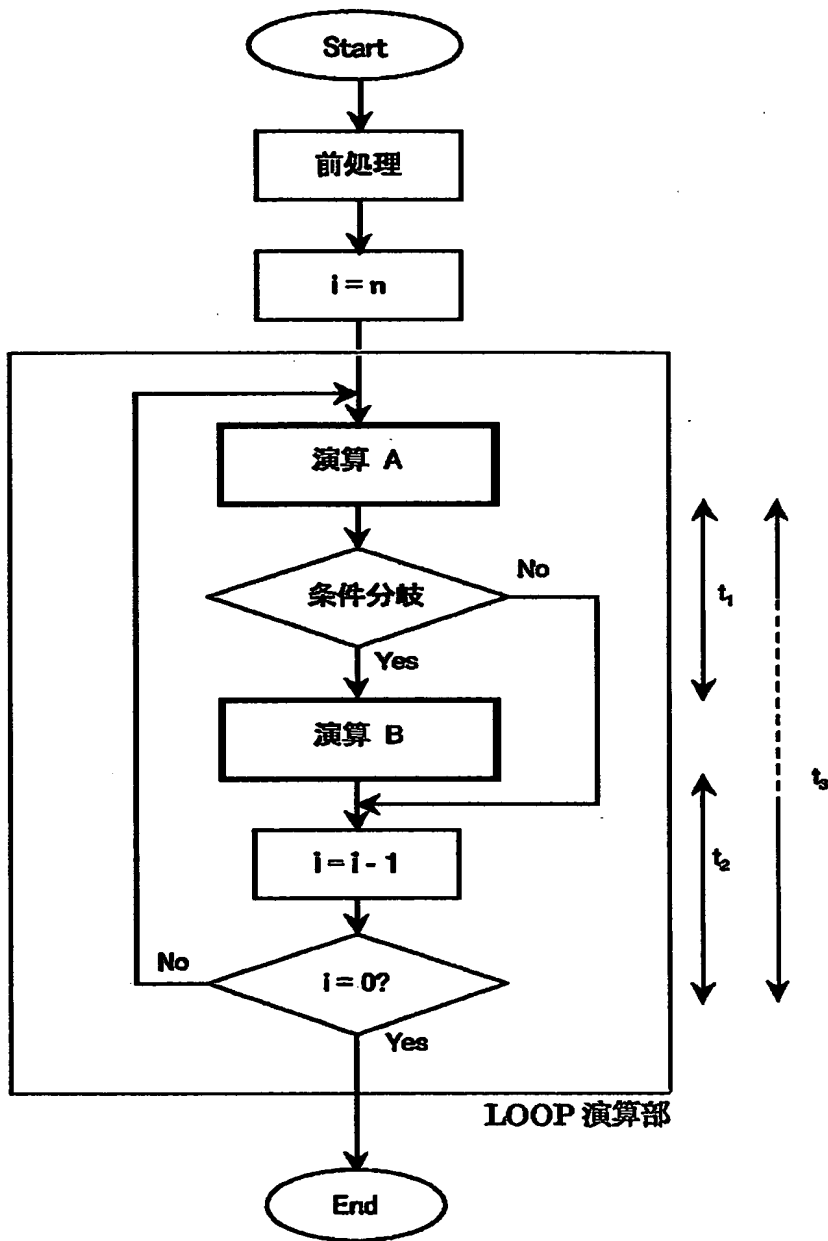 Start
前処理
i = n
演算 A
条件分岐
No
Yes
t₁
演算 B
t₃
i = i - 1
t₂
No
i = 0?
Yes
LOOP 演算部
End